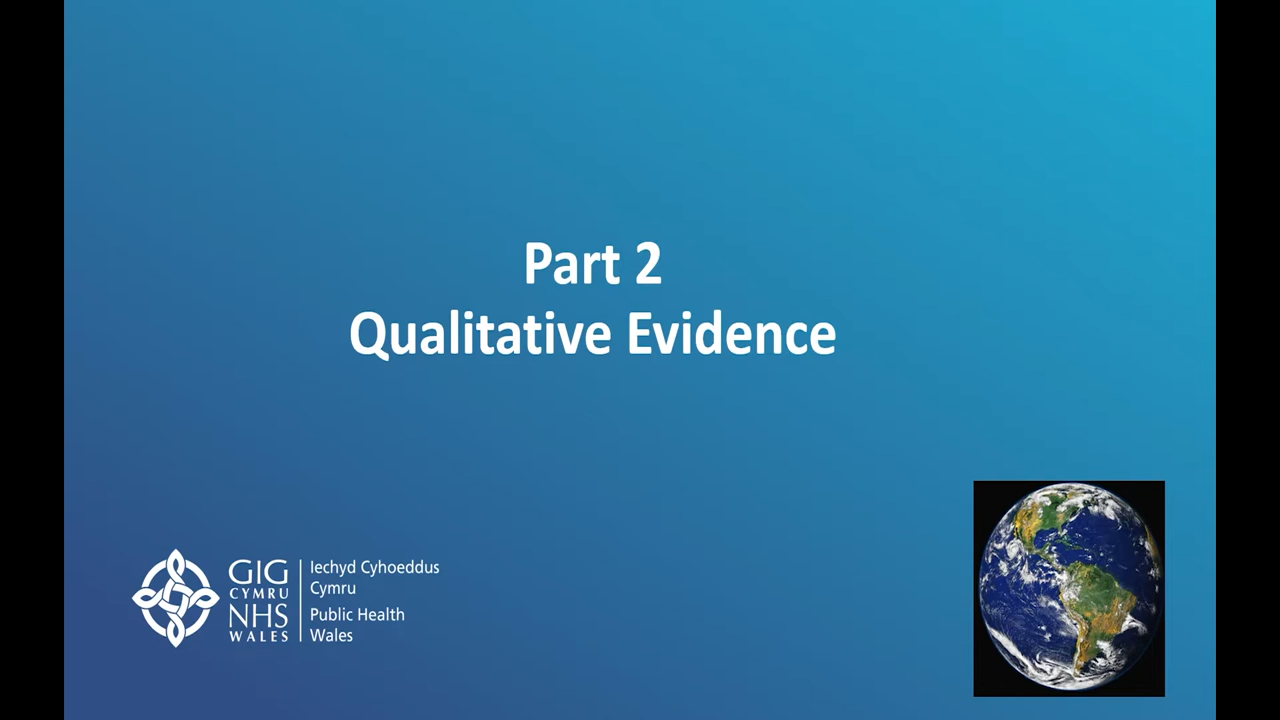 Part 2
Qualitative Evidence
GIG
CYMRU
NHS
WALES
Iechyd Cyhoeddus
Cymru
Public Health
Wales